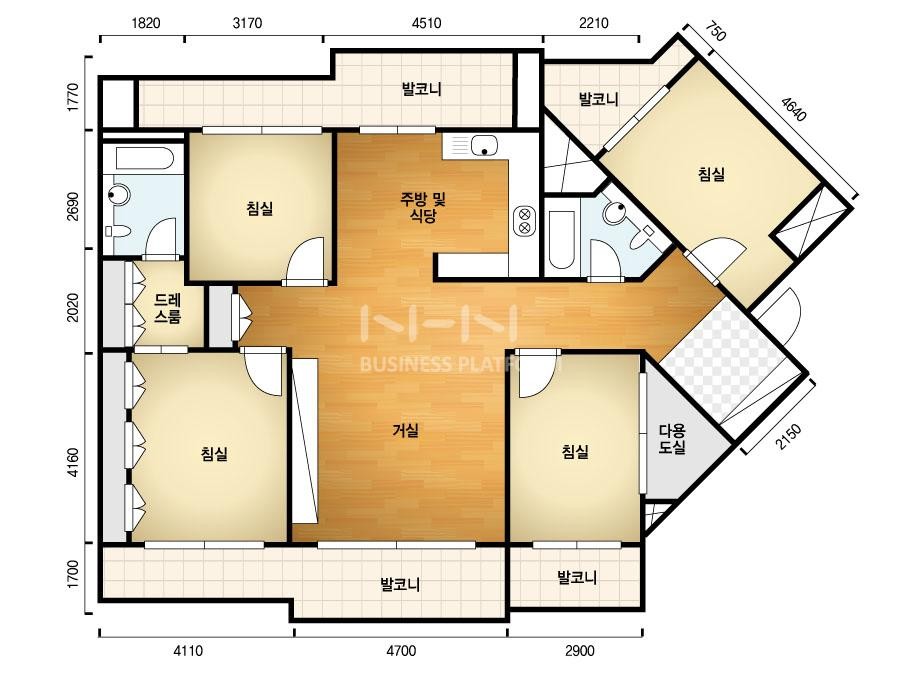 1820
3170
4510
2210
750
4640
1770
2690
2020
4160
1700
발코니
발코니
침실
침실
주방 및
식당
드레
스룸
NHN
BUSINESS PLATFORM
거실
침실
침실
다용
도실
2150
발코니
발코니
4110
4700
2900